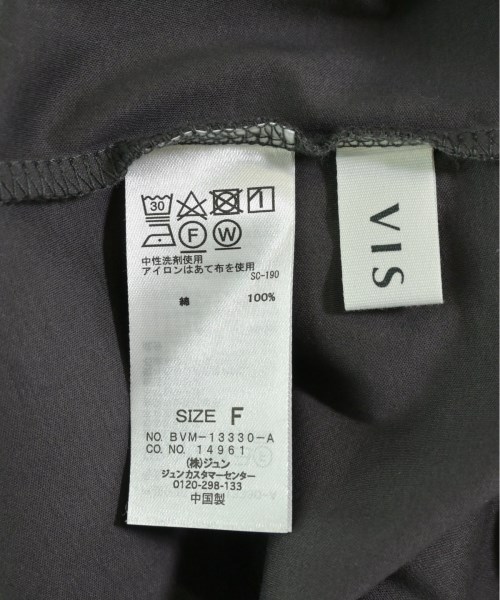 30
F W
中性洗剤使用
アイロンはあて布を使用
SC-190
綿 100%
SIZE F
NO. BVM-13330-A
CO. NO. 14961
(株)ジュン
ジュンカスタマーセンター
0120-298-133
中国製
VIS